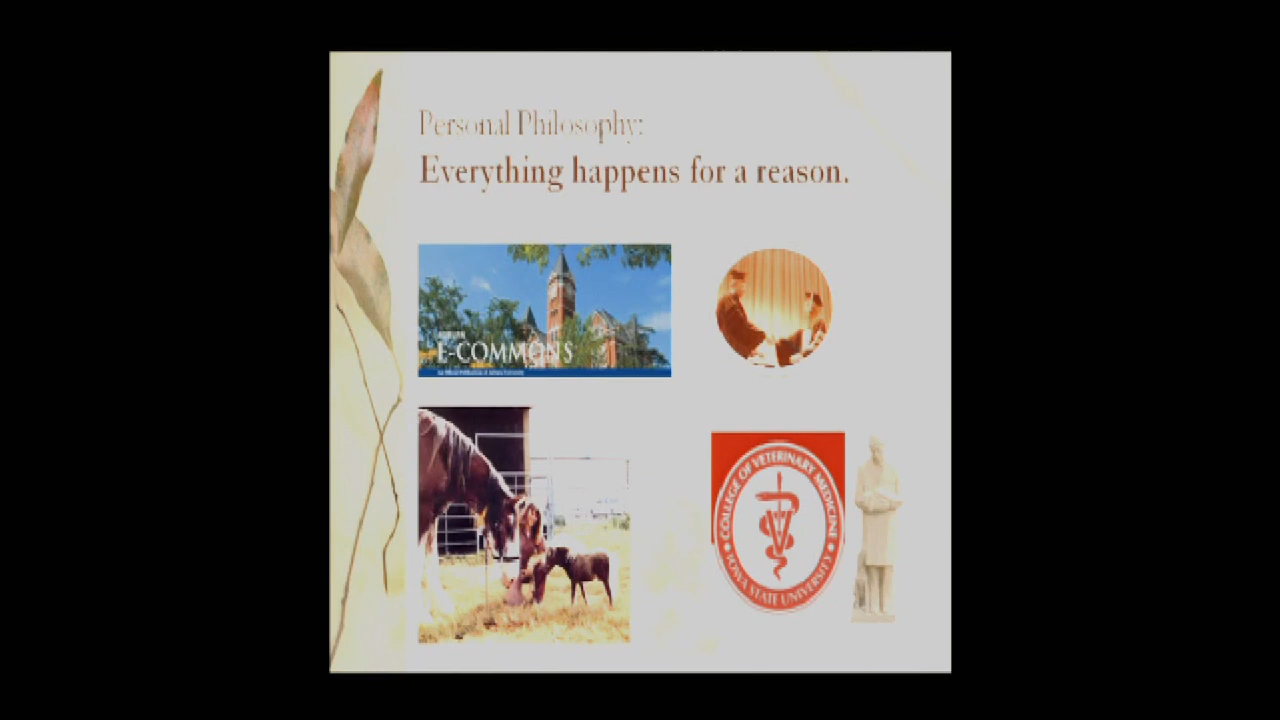 Personal Philosophy:
Everything happens for a reason.
E-COMMONS
COLLEGE OF VETERINARY MEDICINE
IOWA STATE UNIVERSITY